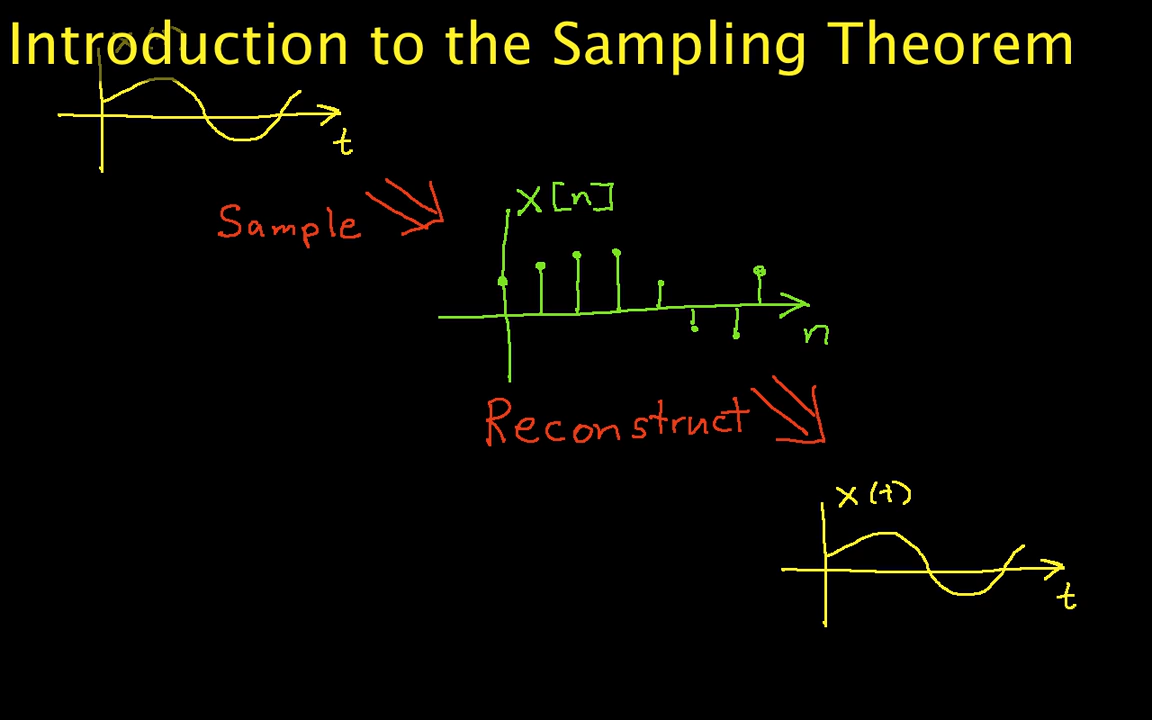 Introduction to the Sampling Theorem
x(t)
t
Sample
X[n]
n
Reconstruct
x(t)
t